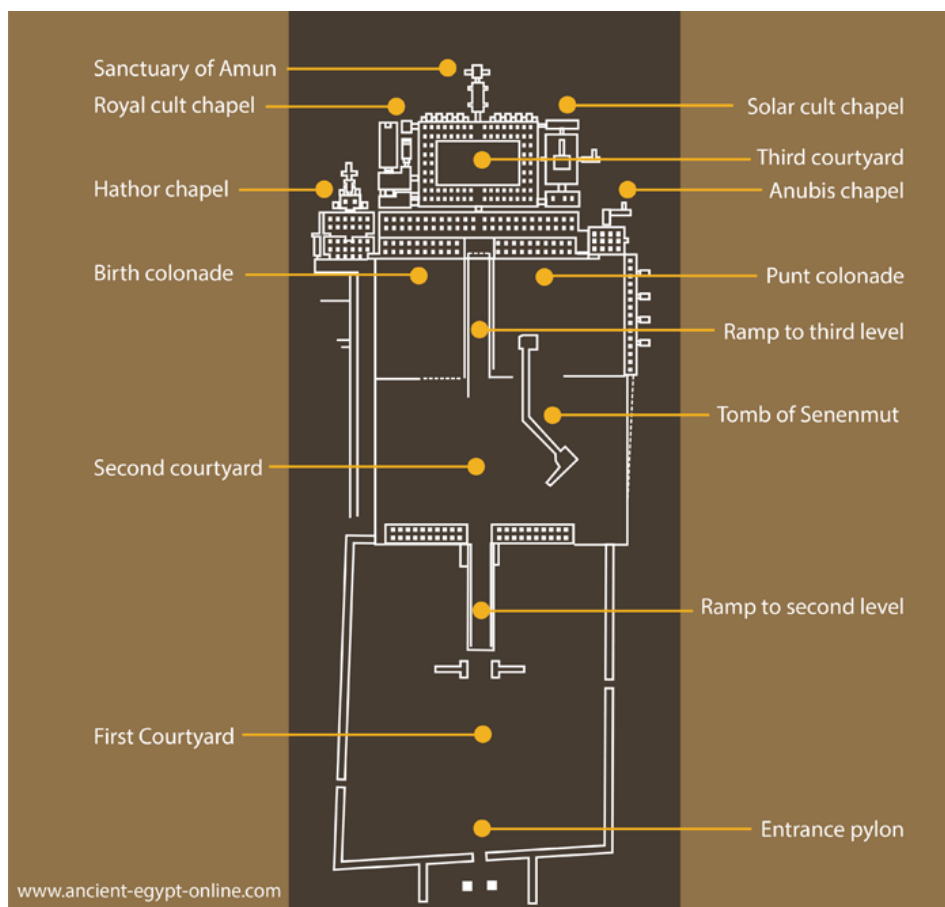 Sanctuary of Amun
Royal cult chapel
Solar cult chapel
Third courtyard
Hathor chapel
Anubis chapel
Birth colonade
Punt colonade
Ramp to third level
Tomb of Senenmut
Second courtyard
Ramp to second level
First Courtyard
Entrance pylon
www.ancient-egypt-online.com